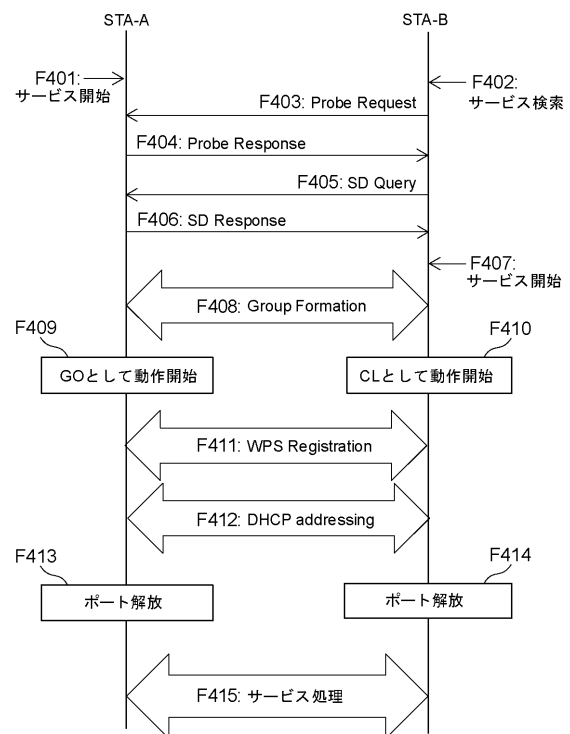 STA-A
STA-B
F401:
サービス開始
F402:
サービス検索
F403: Probe Request
F404: Probe Response
F405: SD Query
F406: SD Response
F407:
サービス開始
F408: Group Formation
F409
F410
GOとして動作開始
CLとして動作開始
F411: WPS Registration
F412: DHCP addressing
F413
F414
ポート解放
ポート解放
F415: サービス処理